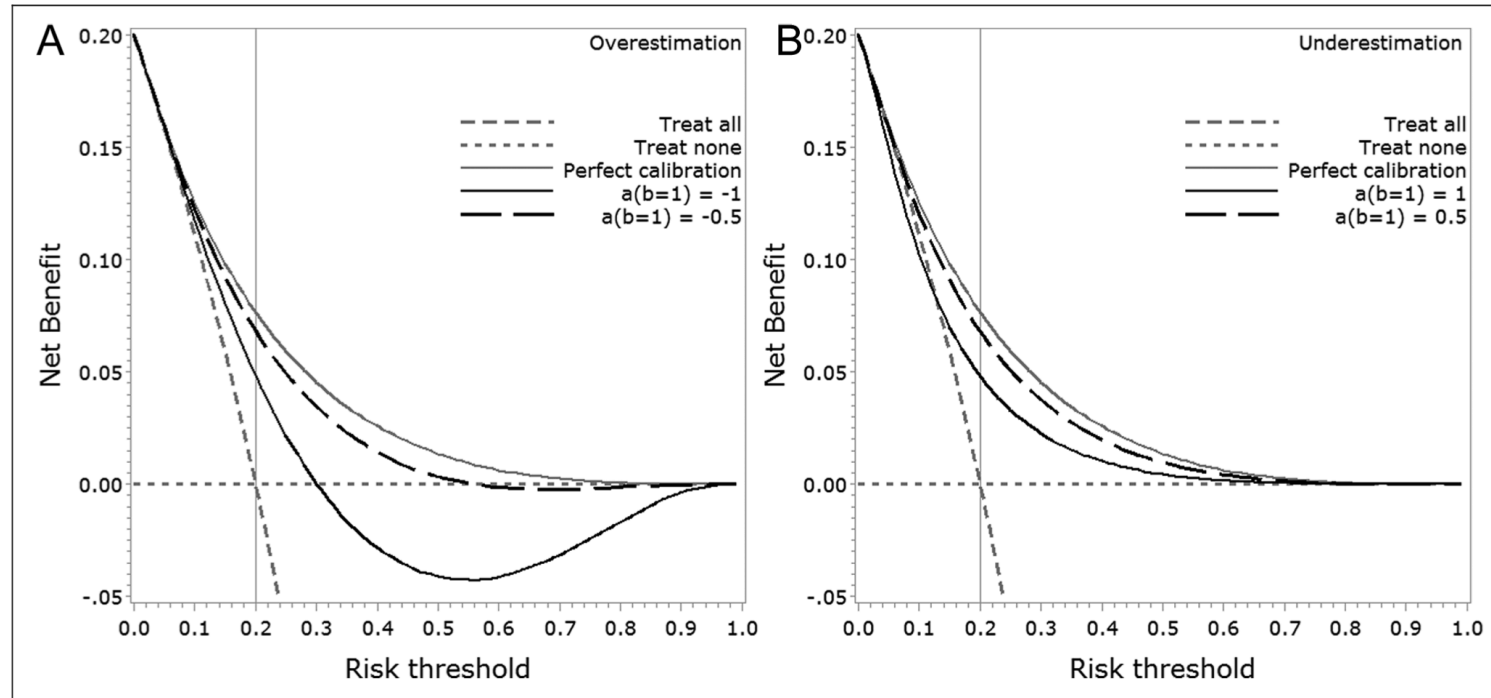 A
Overestimation
Treat all
Treat none
Perfect calibration
a(b=1) = -1
a(b=1) = -0.5
Net Benefit
0.20
0.15
0.10
0.05
0.00
-.05
0.0 0.1 0.2 0.3 0.4 0.5 0.6 0.7 0.8 0.9 1.0
Risk threshold
B
Underestimation
Treat all
Treat none
Perfect calibration
a(b=1) = 1
a(b=1) = 0.5
Net Benefit
0.20
0.15
0.10
0.05
0.00
-.05
0.0 0.1 0.2 0.3 0.4 0.5 0.6 0.7 0.8 0.9 1.0
Risk threshold